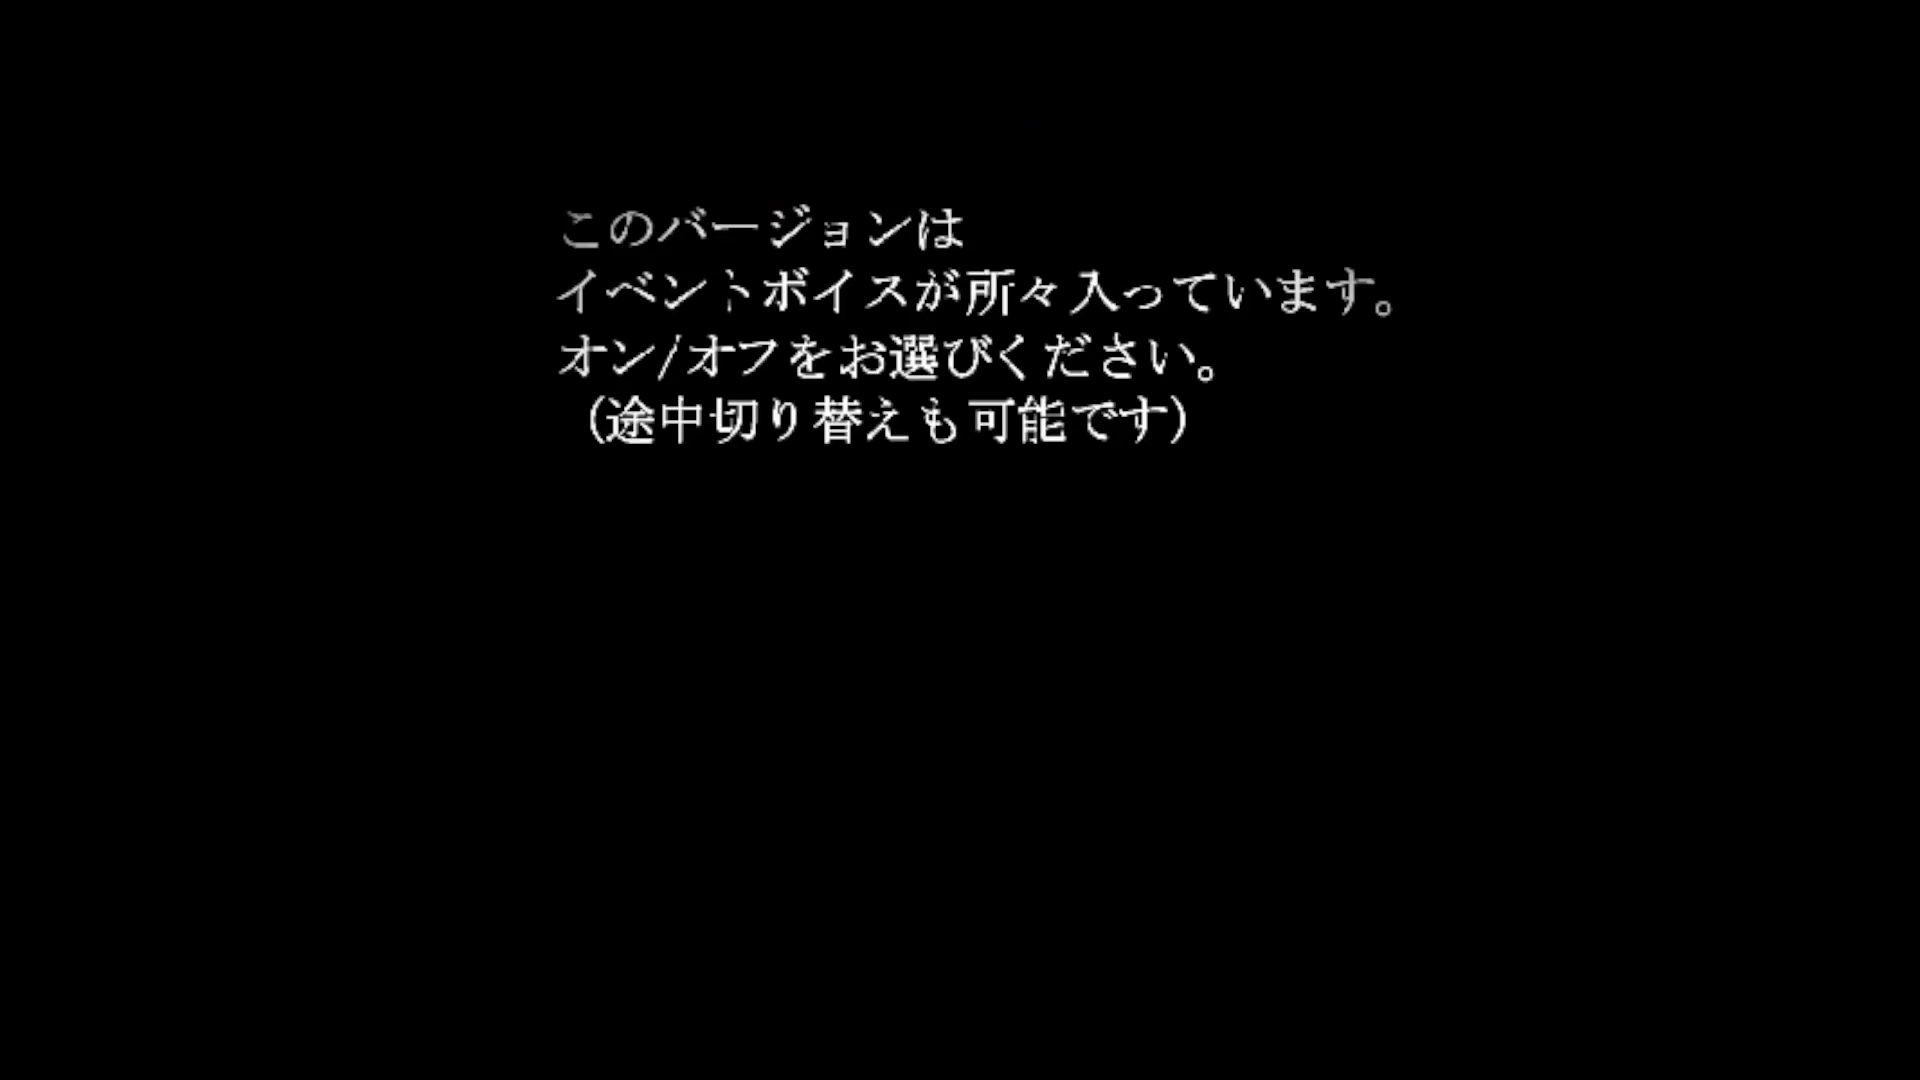 このバージョンは
イベントボイスが所々入っています。
オン/オフをお選びください。
（途中切り替えも可能です）